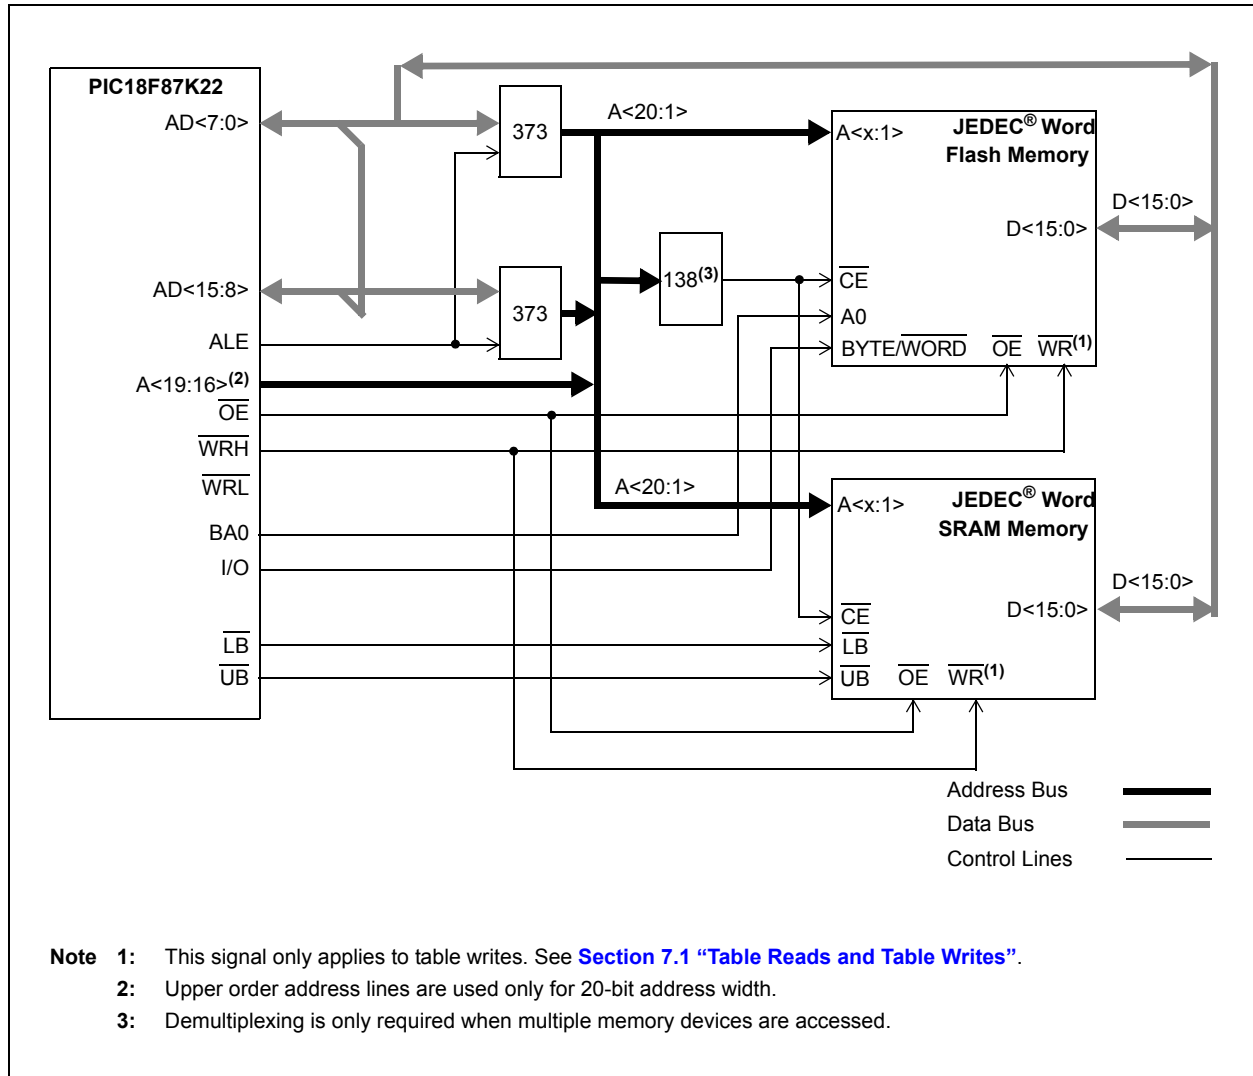 PIC18F87K22
AD<7:0>
373
A<20:1>
A<x:1>
JEDEC® Word
Flash Memory
D<15:0>
D<15:0>
138(3)
CE
AD<15:8>
373
A0
ALE
BYTE/WORD
OE
WR(1)
A<19:16>(2)
OE
WRH
WRL
A<20:1>
A<x:1>
JEDEC® Word
SRAM Memory
BA0
I/O
D<15:0>
D<15:0>
CE
LB
LB
UB
UB
OE
WR(1)
Address Bus
Data Bus
Control Lines
Note 1: This signal only applies to table writes. See Section 7.1 “Table Reads and Table Writes”.
2: Upper order address lines are used only for 20-bit address width.
3: Demultiplexing is only required when multiple memory devices are accessed.